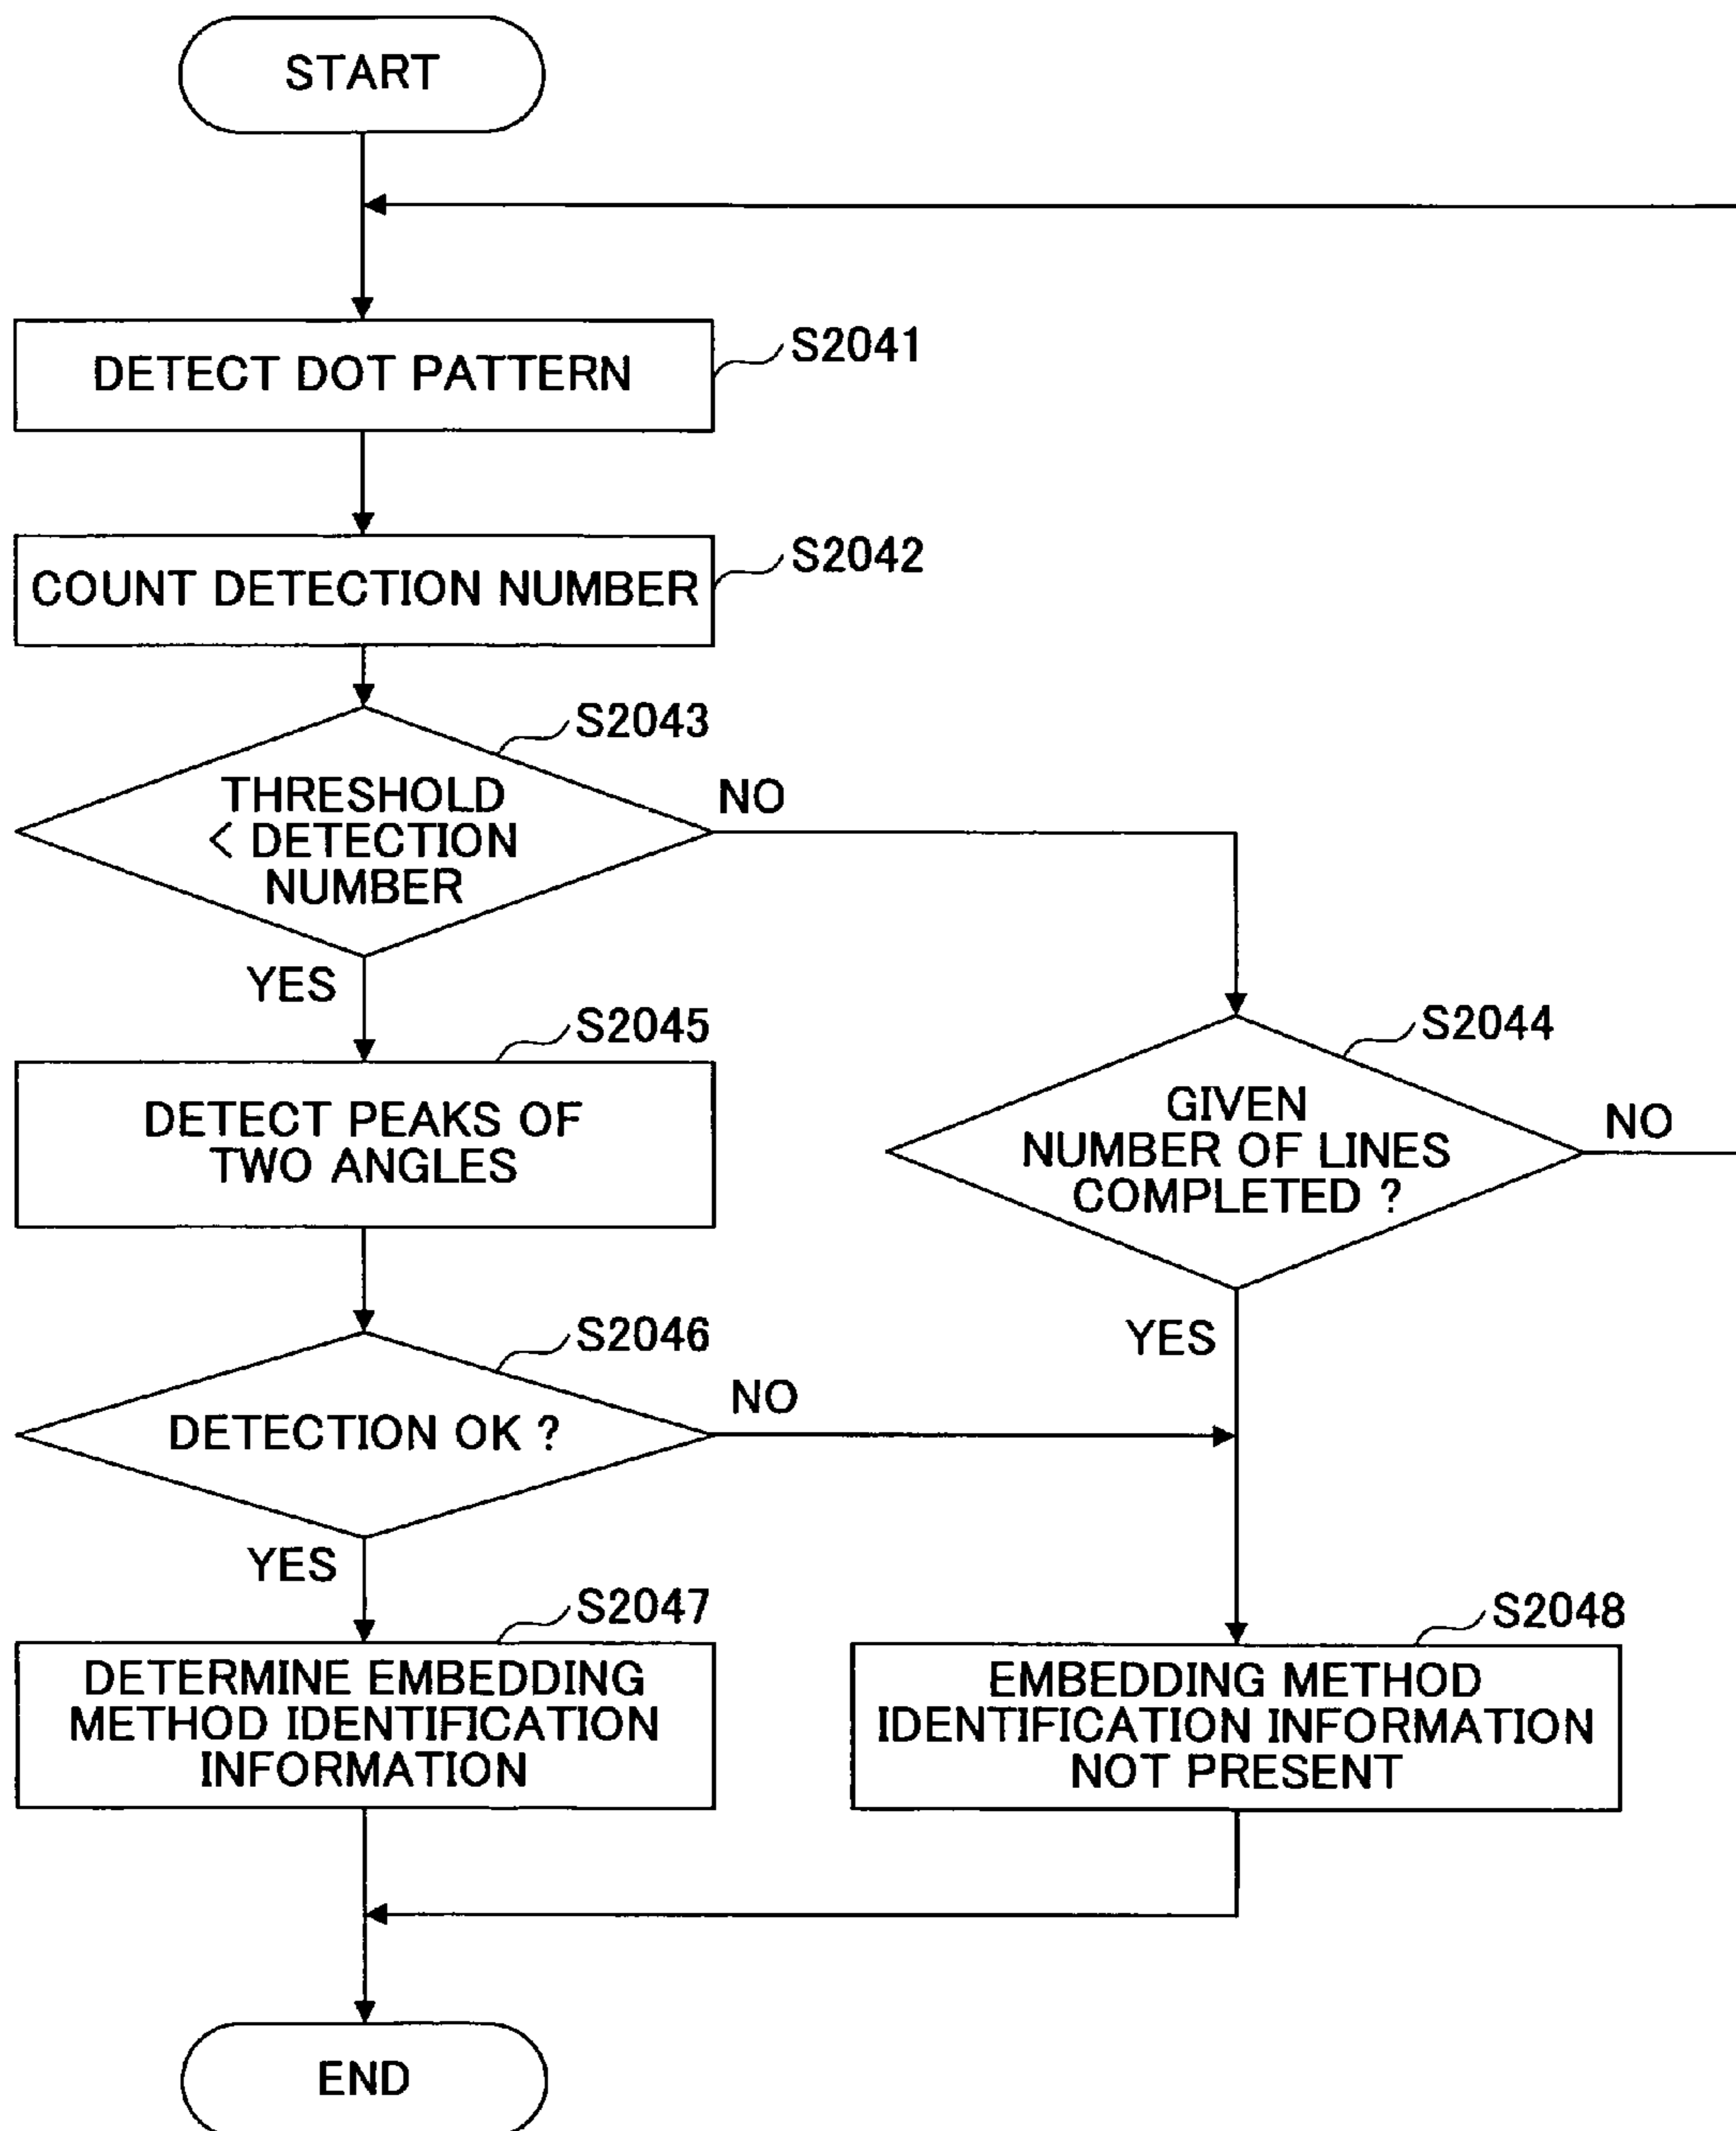 START
DETECT DOT PATTERN
S2041
COUNT DETECTION NUMBER
S2042
S2043
THRESHOLD
< DETECTION
NUMBER
NO
YES
S2045
DETECT PEAKS OF
TWO ANGLES
S2044
GIVEN
NUMBER OF LINES
COMPLETED ?
NO
YES
S2046
DETECTION OK ?
NO
YES
S2047
DETERMINE EMBEDDING
METHOD IDENTIFICATION
INFORMATION
S2048
EMBEDDING METHOD
IDENTIFICATION INFORMATION
NOT PRESENT
END